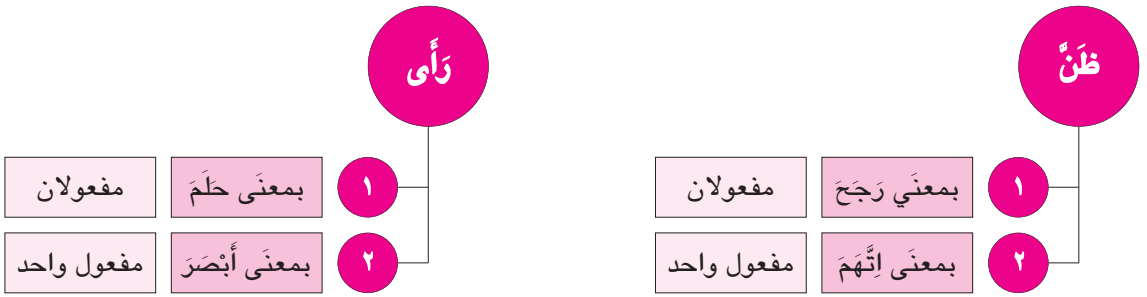 ظَنَّ
١ بمعنَي رَجَحَ مفعولان
٢ بمعنَى اِتَّهَمَ مفعول واحد
رَأَى
١ بمعنَى حَلَمَ مفعولان
٢ بمعنَى أَبْصَرَ مفعول واحد